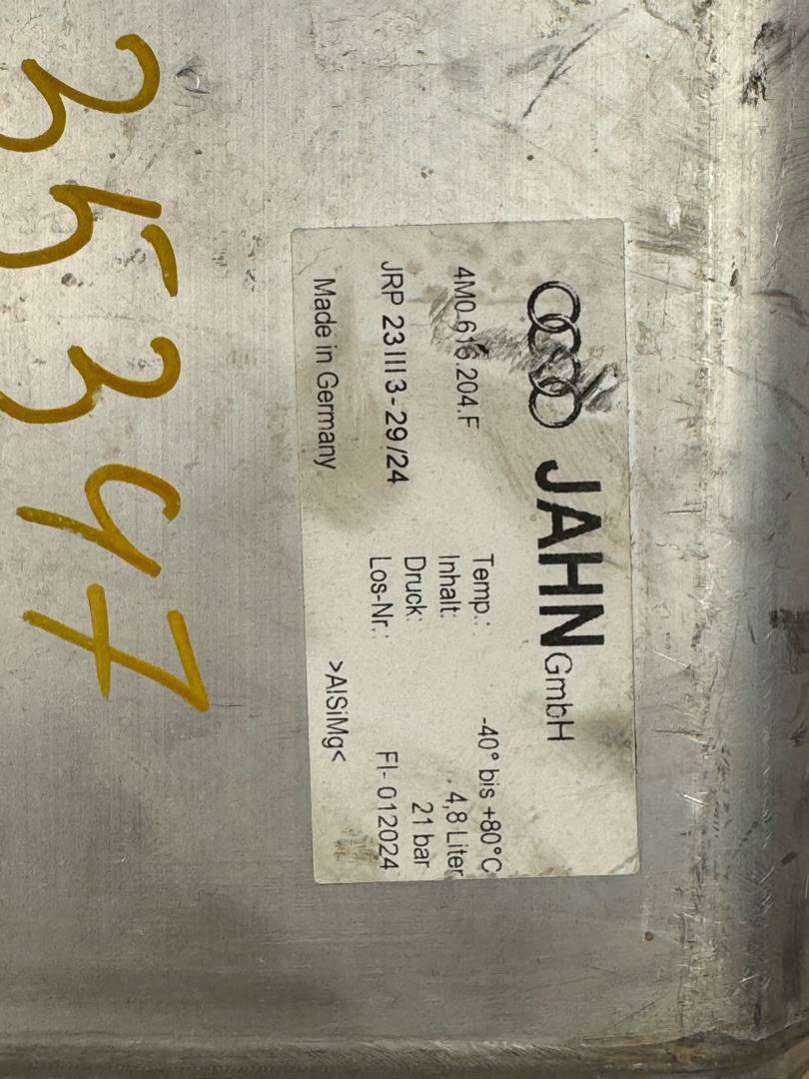 JAHN GmbH
4M0.616.204.F
JRP 23 III 3 - 29 /24
Made in Germany
Temp.: -40° bis +80°C
Inhalt: 4,8 Liter
Druck: 21 bar
Los-Nr.: FI- 012024
>AlSiMg<
35347